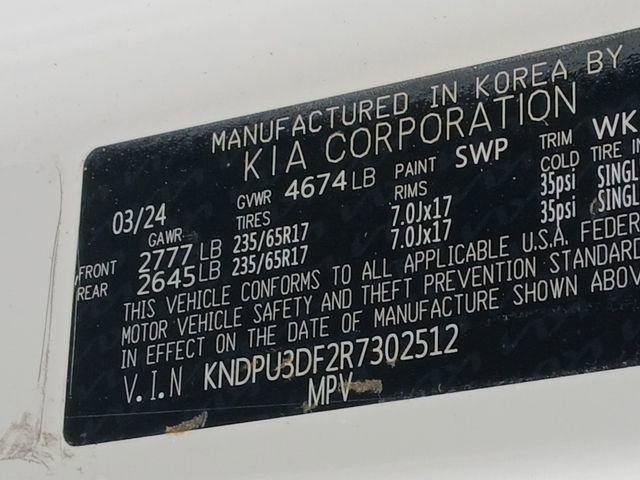 MANUFACTURED IN KOREA BY
KIA CORPORATION
03/24 GVWR 4674LB PAINT SWP TRIM WK
GAWR TIRES RIMS COLD TIRE IN
FRONT 2777LB 235/65R17 7.0Jx17 35psi SINGL
REAR 2645LB 235/65R17 7.0Jx17 35psi SINGL
THIS VEHICLE CONFORMS TO ALL APPLICABLE U.S.A. FEDER
MOTOR VEHICLE SAFETY AND THEFT PREVENTION STANDARD
IN EFFECT ON THE DATE OF MANUFACTURE SHOWN ABOV
V.I.N KNDPU3DF2R7302512
MPV